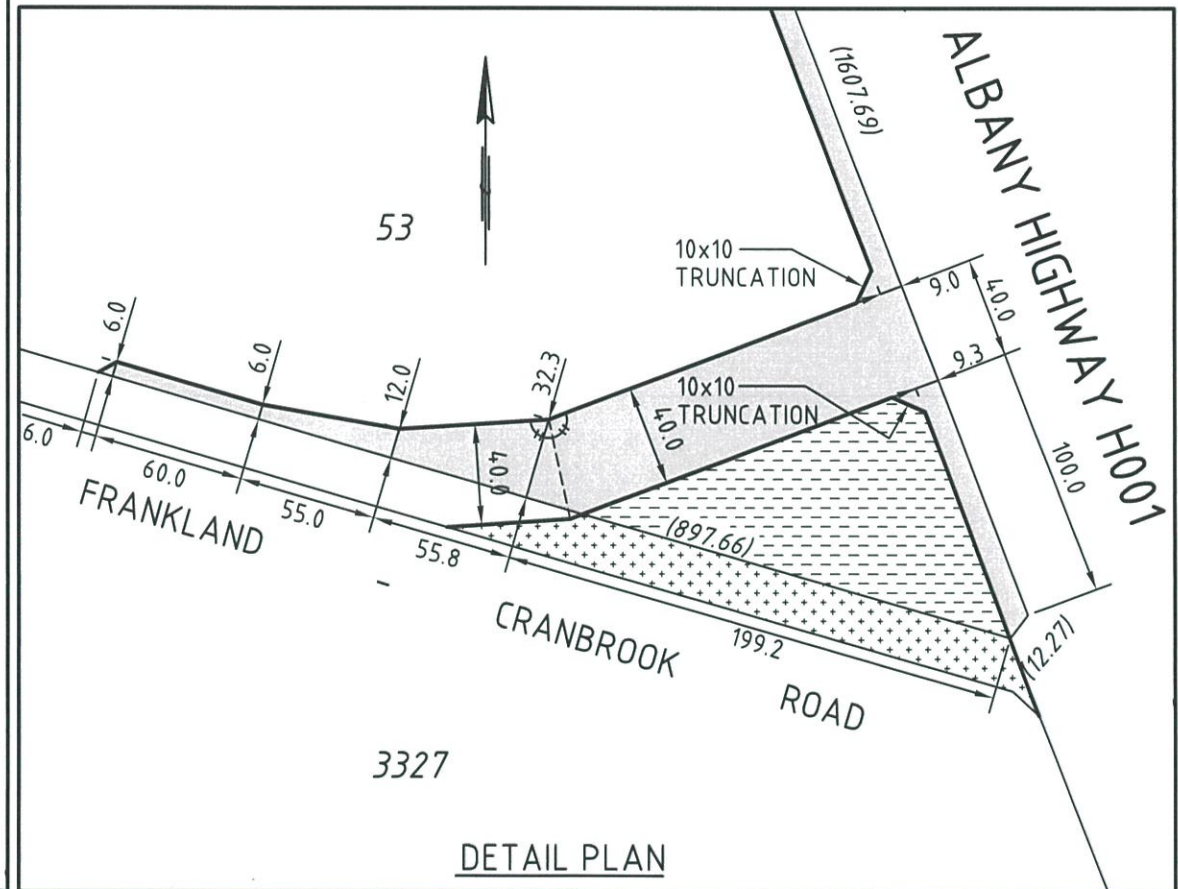 (1607.69)
ALBANY HIGHWAY H001
53
10x10
TRUNCATION
9.0
40.0
6.0
6.0
12.0
32.3
10x10
TRUNCATION
9.3
40.0
40.0
100.0
6.0
60.0
55.0
55.8
(897.66)
199.2
(12.27)
FRANKLAND - CRANBROOK ROAD
3327
DETAIL PLAN